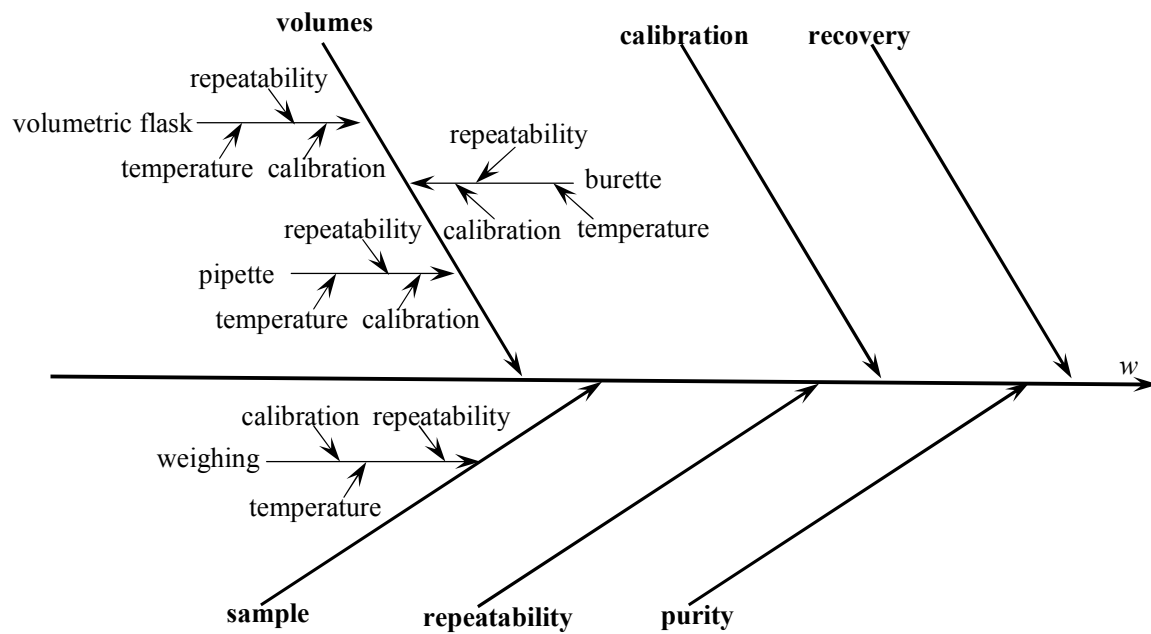 volumes
calibration
recovery
repeatability
volumetric flask
temperature
calibration
repeatability
burette
calibration
temperature
repeatability
pipette
temperature
calibration
w
calibration
repeatability
weighing
temperature
sample
repeatability
purity